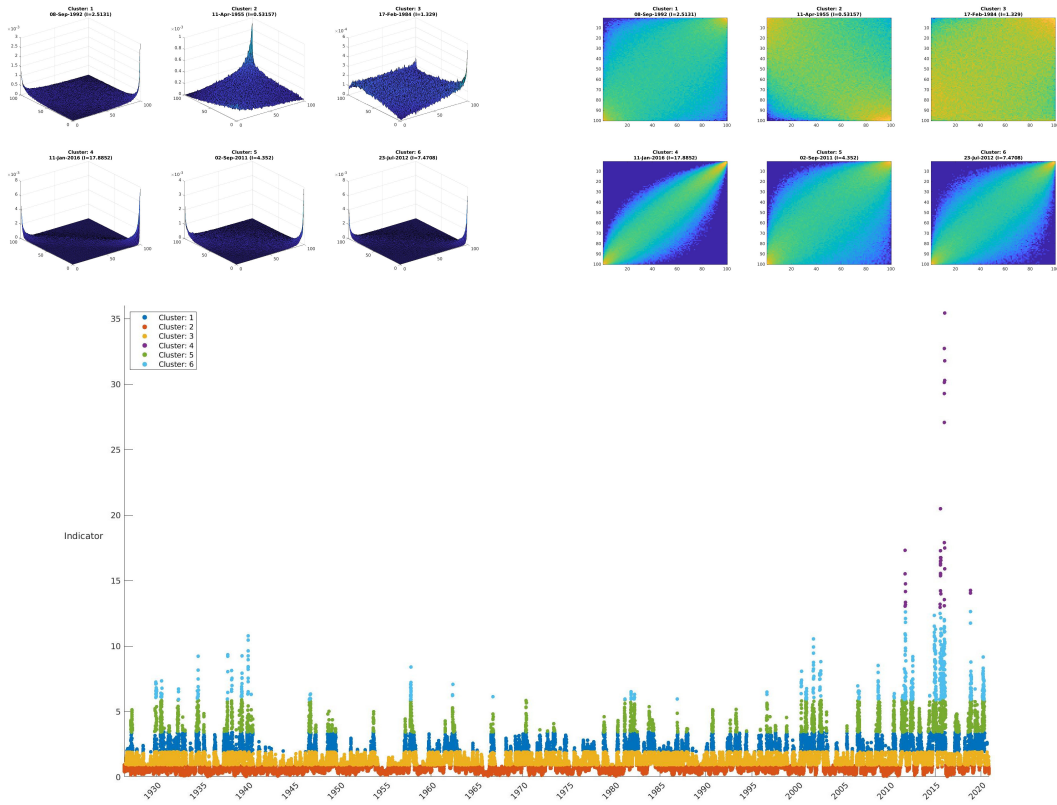 Cluster: 1
08-Sep-1992 (I=2.5131)
Cluster: 2
11-Apr-1955 (I=0.53157)
Cluster: 3
17-Feb-1984 (I=1.329)
Cluster: 1
08-Sep-1992 (I=2.5131)
Cluster: 2
11-Apr-1955 (I=0.53157)
Cluster: 3
17-Feb-1984 (I=1.329)
Cluster: 4
11-Jan-2016 (I=17.8852)
Cluster: 5
02-Sep-2011 (I=4.352)
Cluster: 6
23-Jul-2012 (I=7.4708)
Cluster: 4
11-Jan-2016 (I=17.8852)
Cluster: 5
02-Sep-2011 (I=4.352)
Cluster: 6
23-Jul-2012 (I=7.4708)
Cluster: 1
Cluster: 2
Cluster: 3
Cluster: 4
Cluster: 5
Cluster: 6
35
30
25
20
Indicator
15
10
5
0
1930 1935 1940 1945 1950 1955 1960 1965 1970 1975 1980 1985 1990 1995 2000 2005 2010 2015 2020